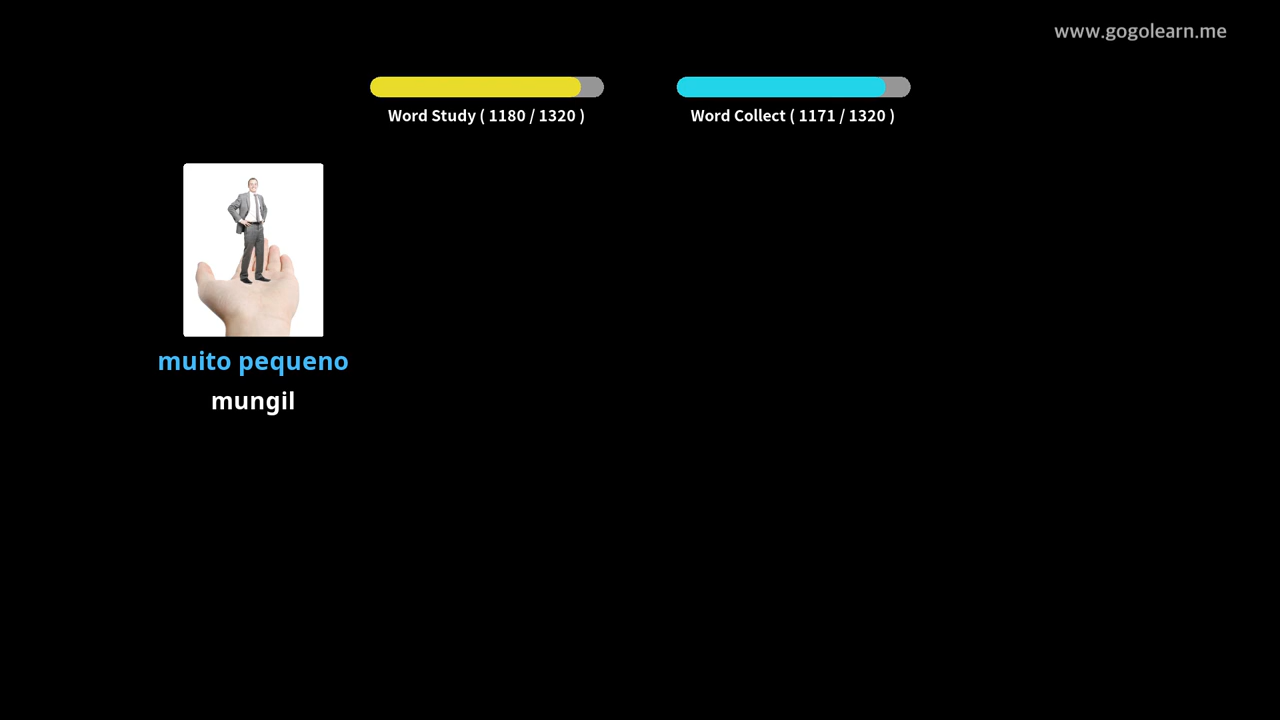 www.gogolearn.me
Word Study ( 1180 / 1320 )
Word Collect ( 1171 / 1320 )
muito pequeno
mungil